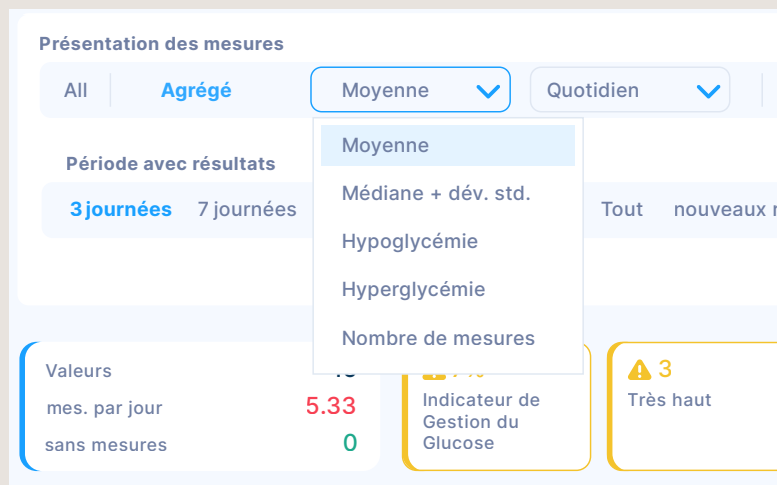 Présentation des mesures
All Agrégé Moyenne Quotidien
Moyenne
Période avec résultats
Médiane + dév. std.
3 journées 7 journées Tout nouveaux
Hypoglycémie
Hyperglycémie
Nombre de mesures
Valeurs
mes. par jour 5.33
sans mesures 0
Indicateur de
Gestion du
Glucose
3
Très haut